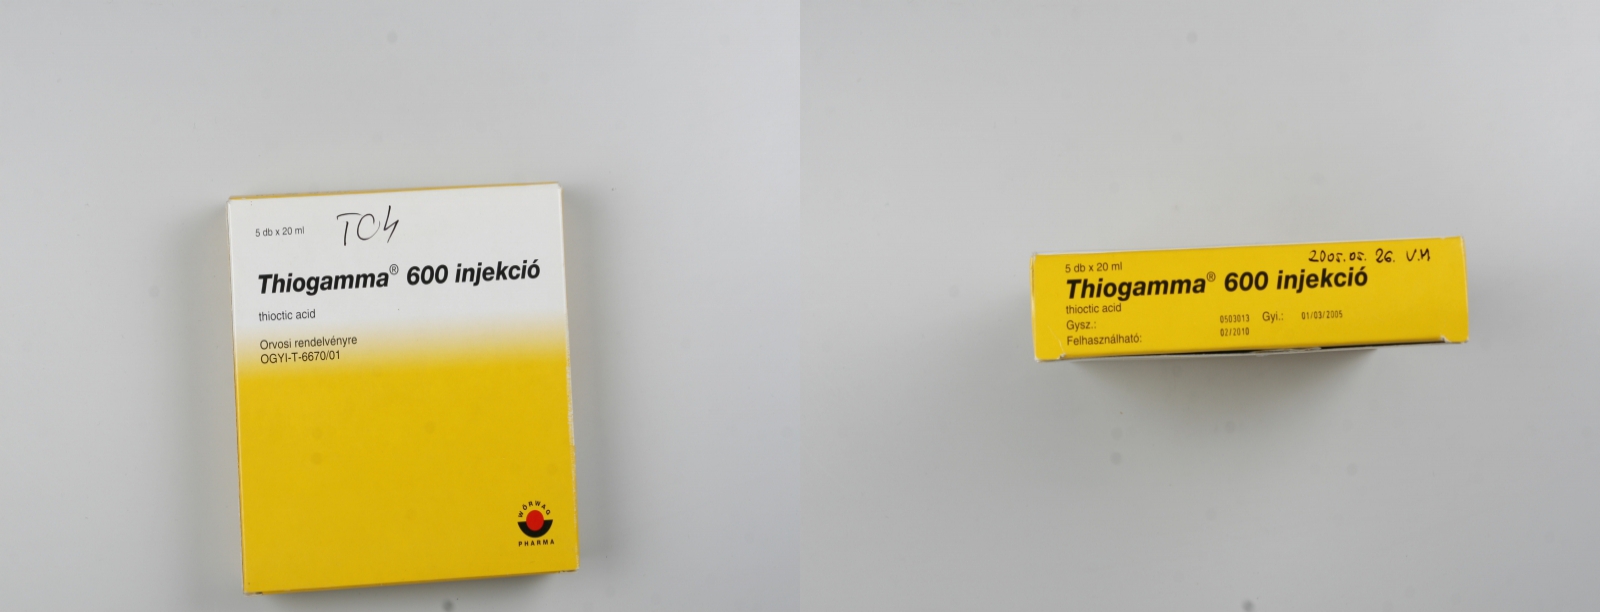 5 db x 20 ml
TO4
Thiogamma® 600 injekció
thioctic acid
Orvosi rendelvényre
OGYI-T-6670/01
WÖRWAG
PHARMA
2005.05. 26. V.M
5 db x 20 ml
Thiogamma® 600 injekció
thioctic acid
Gysz.: 0503013 Gyi.: 01/03/2005
Felhasználható: 02/2010